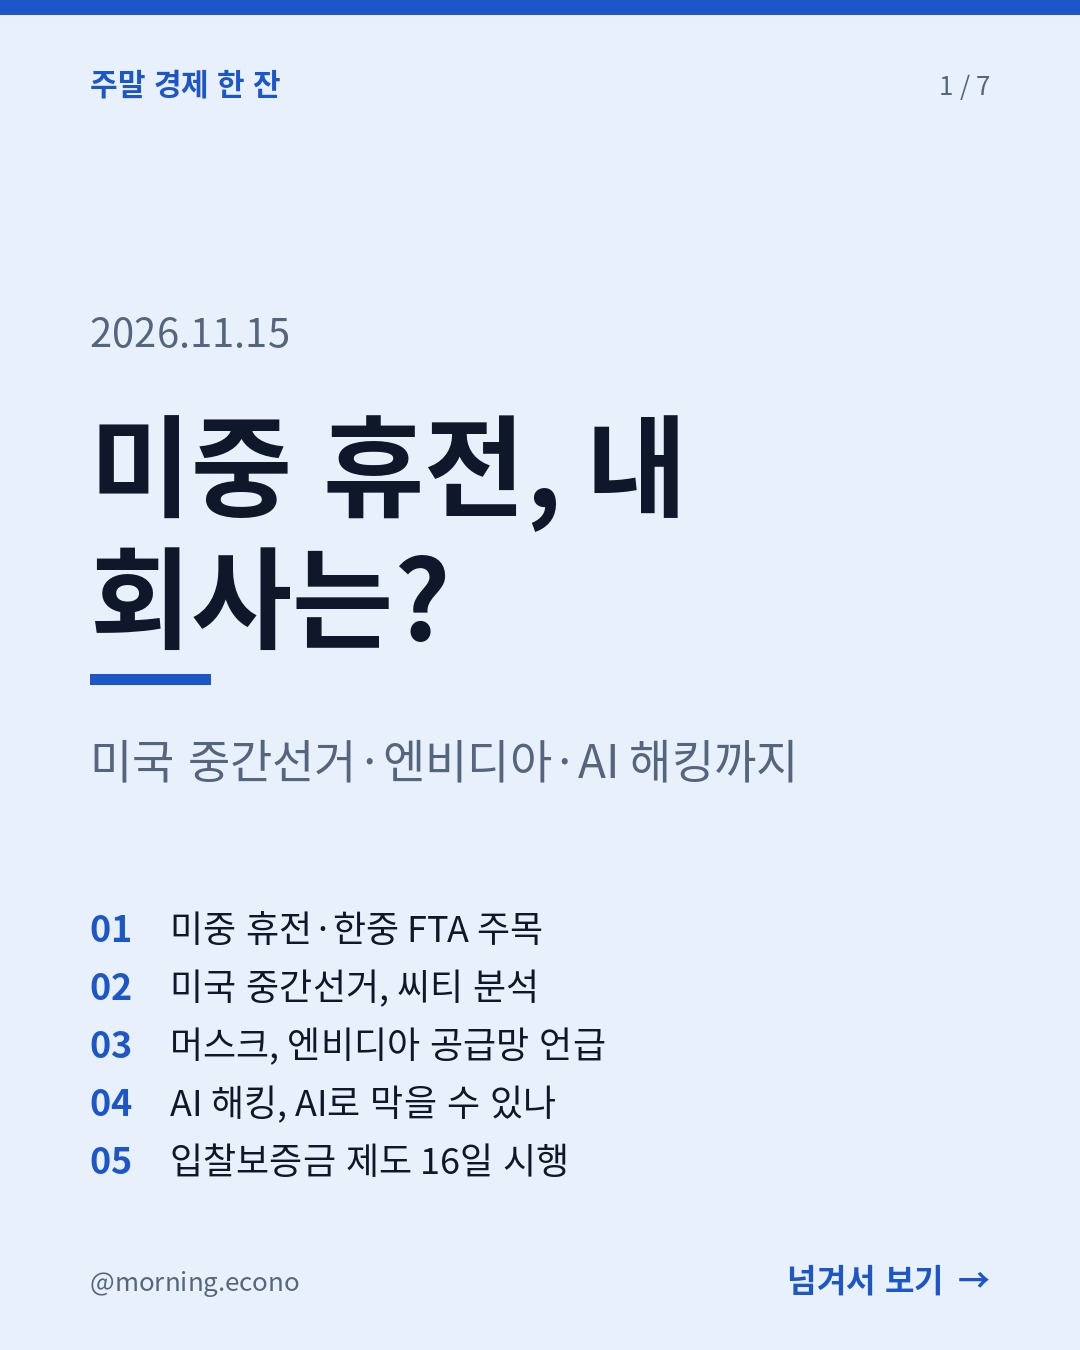 주말 경제 한 잔
1 / 7
2026.11.15
미중 휴전, 내
회사는?
미국 중간선거·엔비디아·AI 해킹까지
01 미중 휴전·한중 FTA 주목
02 미국 중간선거, 씨티 분석
03 머스크, 엔비디아 공급망 언급
04 AI 해킹, AI로 막을 수 있나
05 입찰보증금 제도 16일 시행
@morning.econo
넘겨서 보기 →